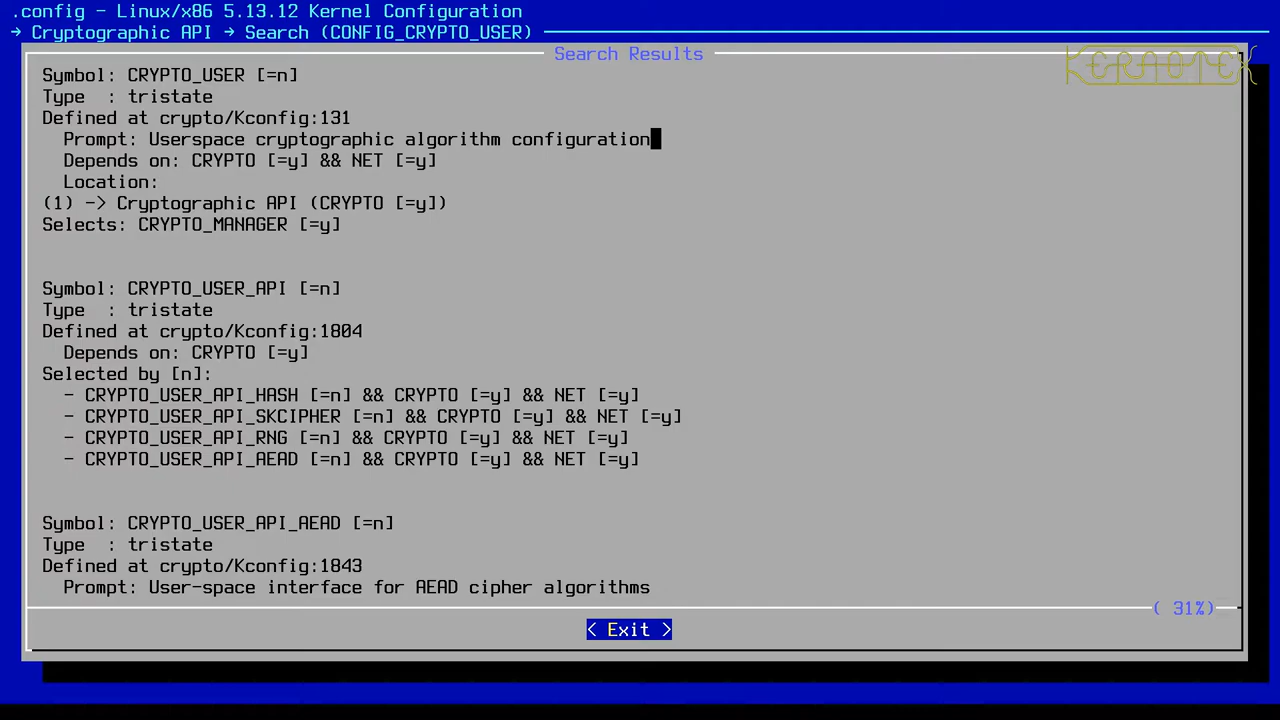 .config - Linux/x86 5.13.12 Kernel Configuration
→ Cryptographic API → Search (CONFIG_CRYPTO_USER)
Search Results
KERAOTEX
Symbol: CRYPTO_USER [=n]
Type  : tristate
Defined at crypto/Kconfig:131
  Prompt: Userspace cryptographic algorithm configuration
  Depends on: CRYPTO [=y] && NET [=y]
  Location:
(1) -> Cryptographic API (CRYPTO [=y])
Selects: CRYPTO_MANAGER [=y]
Symbol: CRYPTO_USER_API [=n]
Type  : tristate
Defined at crypto/Kconfig:1804
  Depends on: CRYPTO [=y]
Selected by [n]:
  - CRYPTO_USER_API_HASH [=n] && CRYPTO [=y] && NET [=y]
  - CRYPTO_USER_API_SKCIPHER [=n] && CRYPTO [=y] && NET [=y]
  - CRYPTO_USER_API_RNG [=n] && CRYPTO [=y] && NET [=y]
  - CRYPTO_USER_API_AEAD [=n] && CRYPTO [=y] && NET [=y]
Symbol: CRYPTO_USER_API_AEAD [=n]
Type  : tristate
Defined at crypto/Kconfig:1843
  Prompt: User-space interface for AEAD cipher algorithms
( 31%)
< Exit >